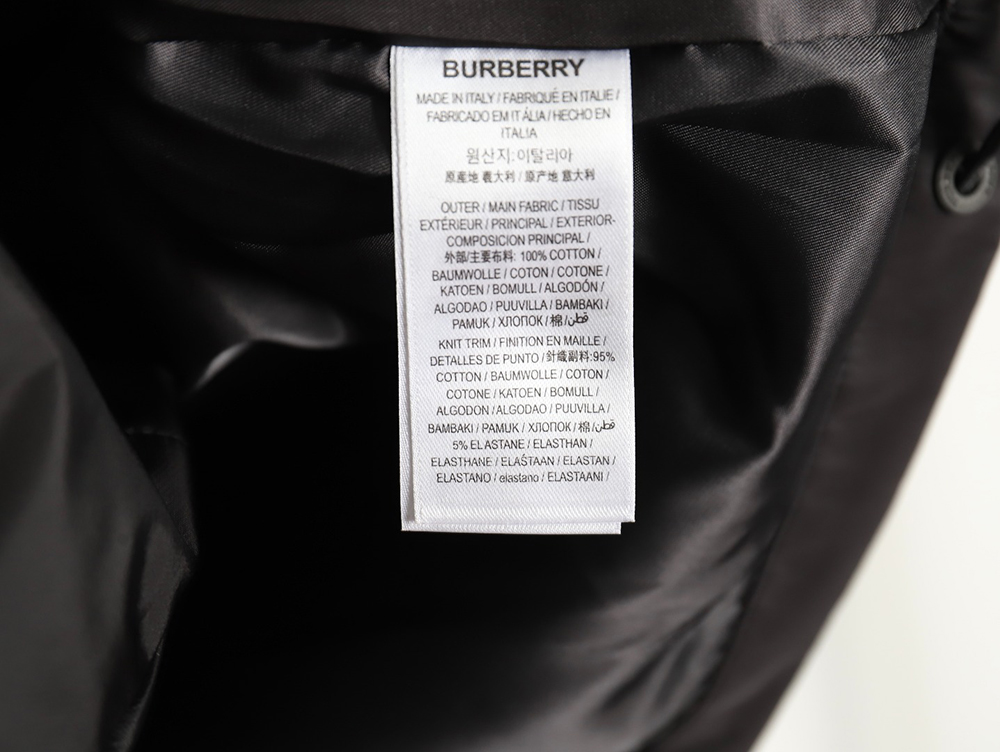 BURBERRY
MADE IN ITALY / FABRIQUÉ EN ITALIE /
FABRICADO EM IT ÁLIA / HECHO EN
ITALIA
원산지:이탈리아
原産地 義大利 / 原产地 意大利
OUTER / MAIN FABRIC / TISSU
EXTÉRIEUR / PRINCIPAL / EXTERIOR-
COMPOSICION PRINCIPAL /
外部/主要布料: 100% COTTON /
BAUMWOLLE / COTON / COTONE /
KATOEN / BOMULL / ALGODÓN /
ALGODAO / PUUVILLA / BAMBAKI /
PAMUK / ХЛОПОК / 棉 / قطن
KNIT TRIM / FINITION EN MAILLE /
DETALLES DE PUNTO / 針織副料:95%
COTTON / BAUMWOLLE / COTON /
COTONE / KATOEN / BOMULL /
ALGODON / ALGODAO / PUUVILLA /
BAMBAKI / PAMUK / ХЛОПОК / 棉/ قطن
5% ELASTANE / ELASTHAN /
ELASTHANE / ELAŠTAAN / ELASTAN /
ELASTANO / elastano / ELASTAANI /